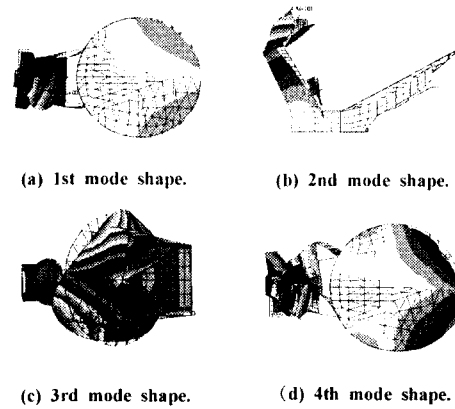 (a) 1st mode shape.
(b) 2nd mode shape.
(c) 3rd mode shape.
(d) 4th mode shape.